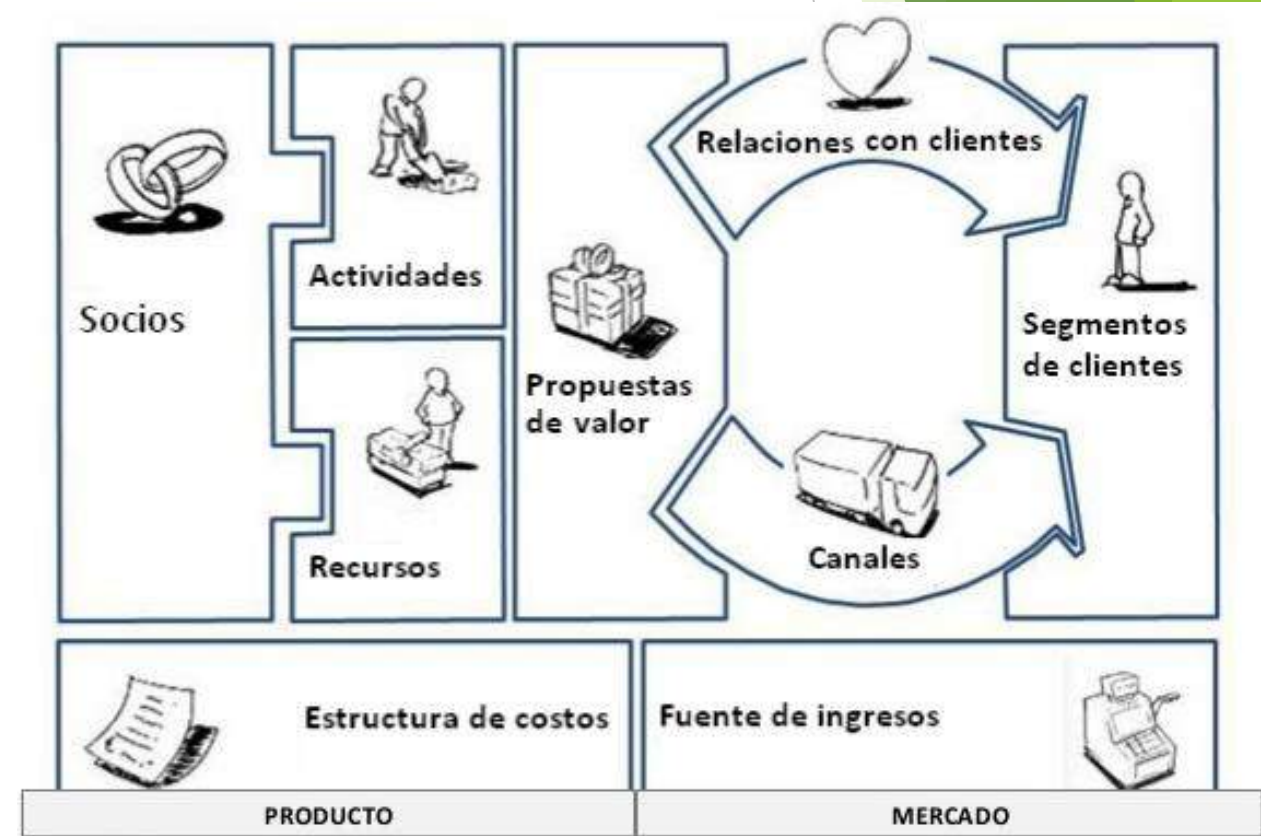 Relaciones con clientes
Actividades
Socios
Segmentos
de clientes
Propuestas
de valor
Recursos
Canales
Estructura de costos
Fuente de ingresos
PRODUCTO
MERCADO